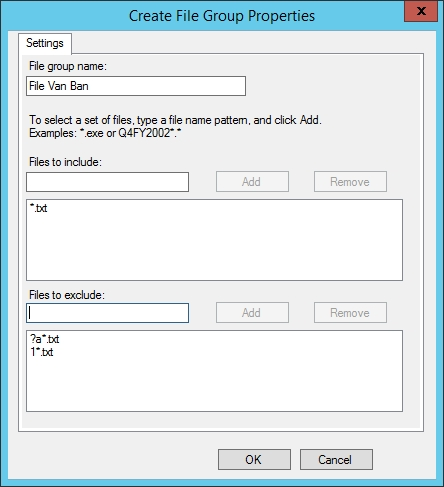 Create File Group Properties
x
Settings
File group name:
File Van Ban
To select a set of files, type a file name pattern, and click Add.
Examples: *.exe or Q4FY2002*.*
Files to include:
Add Remove
*.txt
Files to exclude:
Add Remove
?a*.txt
1*.txt
OK Cancel